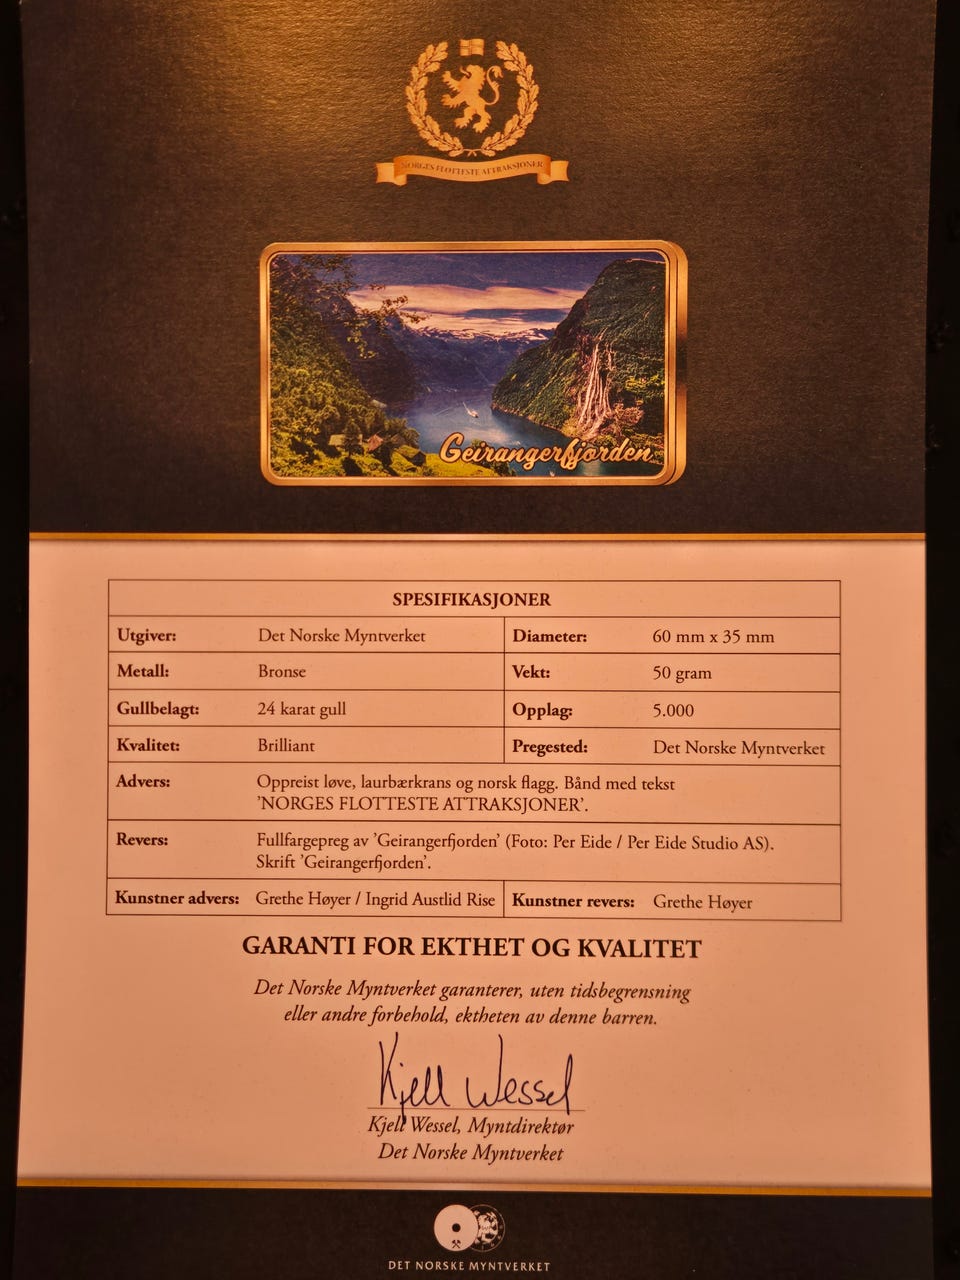 NORGES FLOTTESTE ATTRAKSJONER
Geirangerfjorden
SPESIFIKASJONER
Utgiver: Det Norske Myntverket Diameter: 60 mm x 35 mm
Metall: Bronse Vekt: 50 gram
Gullbelagt: 24 karat gull Opplag: 5.000
Kvalitet: Brilliant Pregested: Det Norske Myntverket
Advers: Oppreist løve, laurbærkrans og norsk flagg. Bånd med tekst
’NORGES FLOTTESTE ATTRAKSJONER’.
Revers: Fullfargepreg av ’Geirangerfjorden’ (Foto: Per Eide / Per Eide Studio AS).
Skrift ’Geirangerfjorden’.
Kunstner advers: Grethe Høyer / Ingrid Austlid Rise Kunstner revers: Grethe Høyer
GARANTI FOR EKTHET OG KVALITET
Det Norske Myntverket garanterer, uten tidsbegrensning
eller andre forbehold, ektheten av denne barren.
Kjell Wessel
Kjell Wessel, Myntdirektør
Det Norske Myntverket
DET NORSKE MYNTVERKET